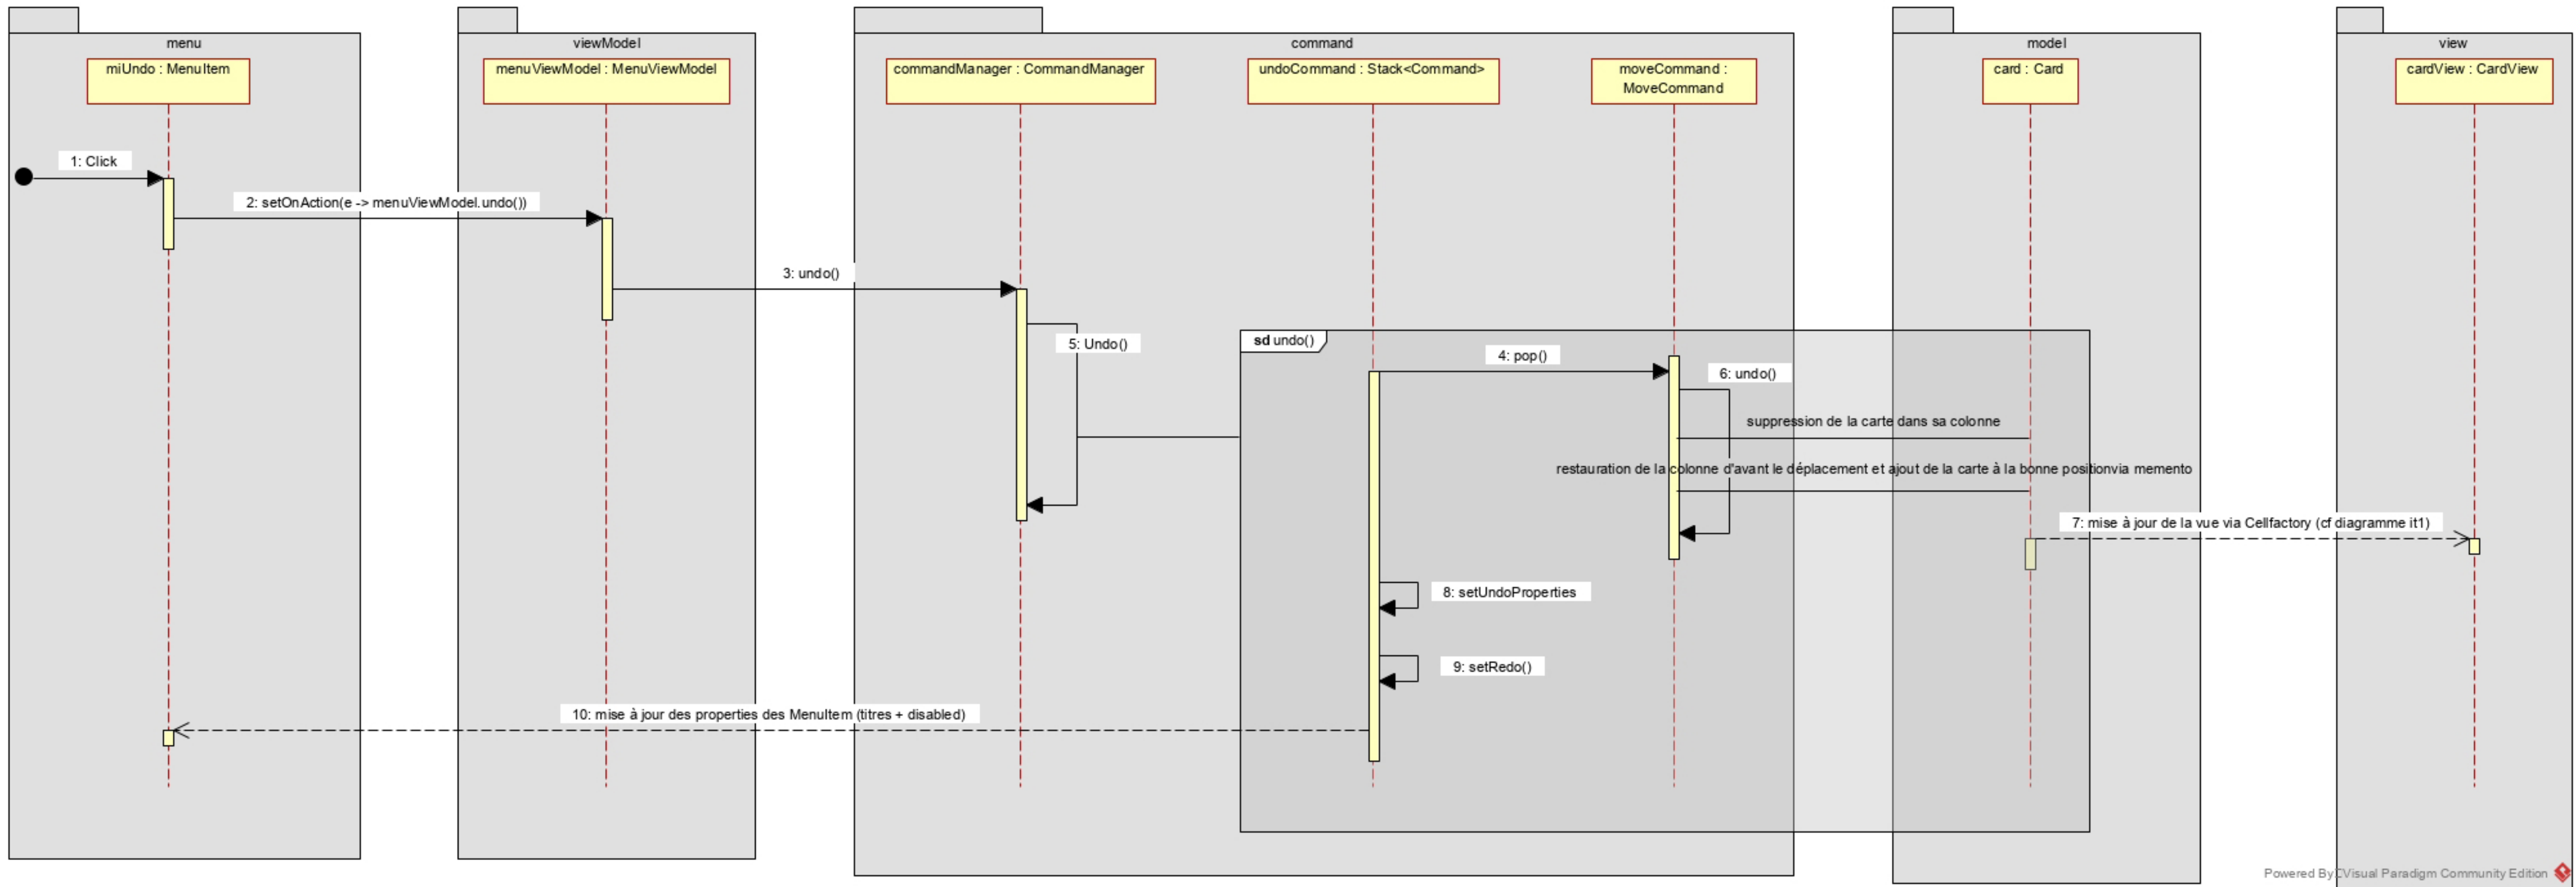 menu
viewModel
command
model
view
miUndo : MenuItem
menuViewModel : MenuViewModel
commandManager : CommandManager
undoCommand : Stack<Command>
moveCommand :
MoveCommand
card : Card
cardView : CardView
1: Click
2: setOnAction(e -> menuViewModel.undo())
3: undo()
sd undo()
5: Undo()
4: pop()
6: undo()
suppression de la carte dans sa colonne
restauration de la colonne d'avant le déplacement et ajout de la carte à la bonne positionvia memento
7: mise à jour de la vue via Cellfactory (cf diagramme it1)
8: setUndoProperties
9: setRedo()
10: mise à jour des properties des MenuItem (titres + disabled)
Powered By Visual Paradigm Community Edition